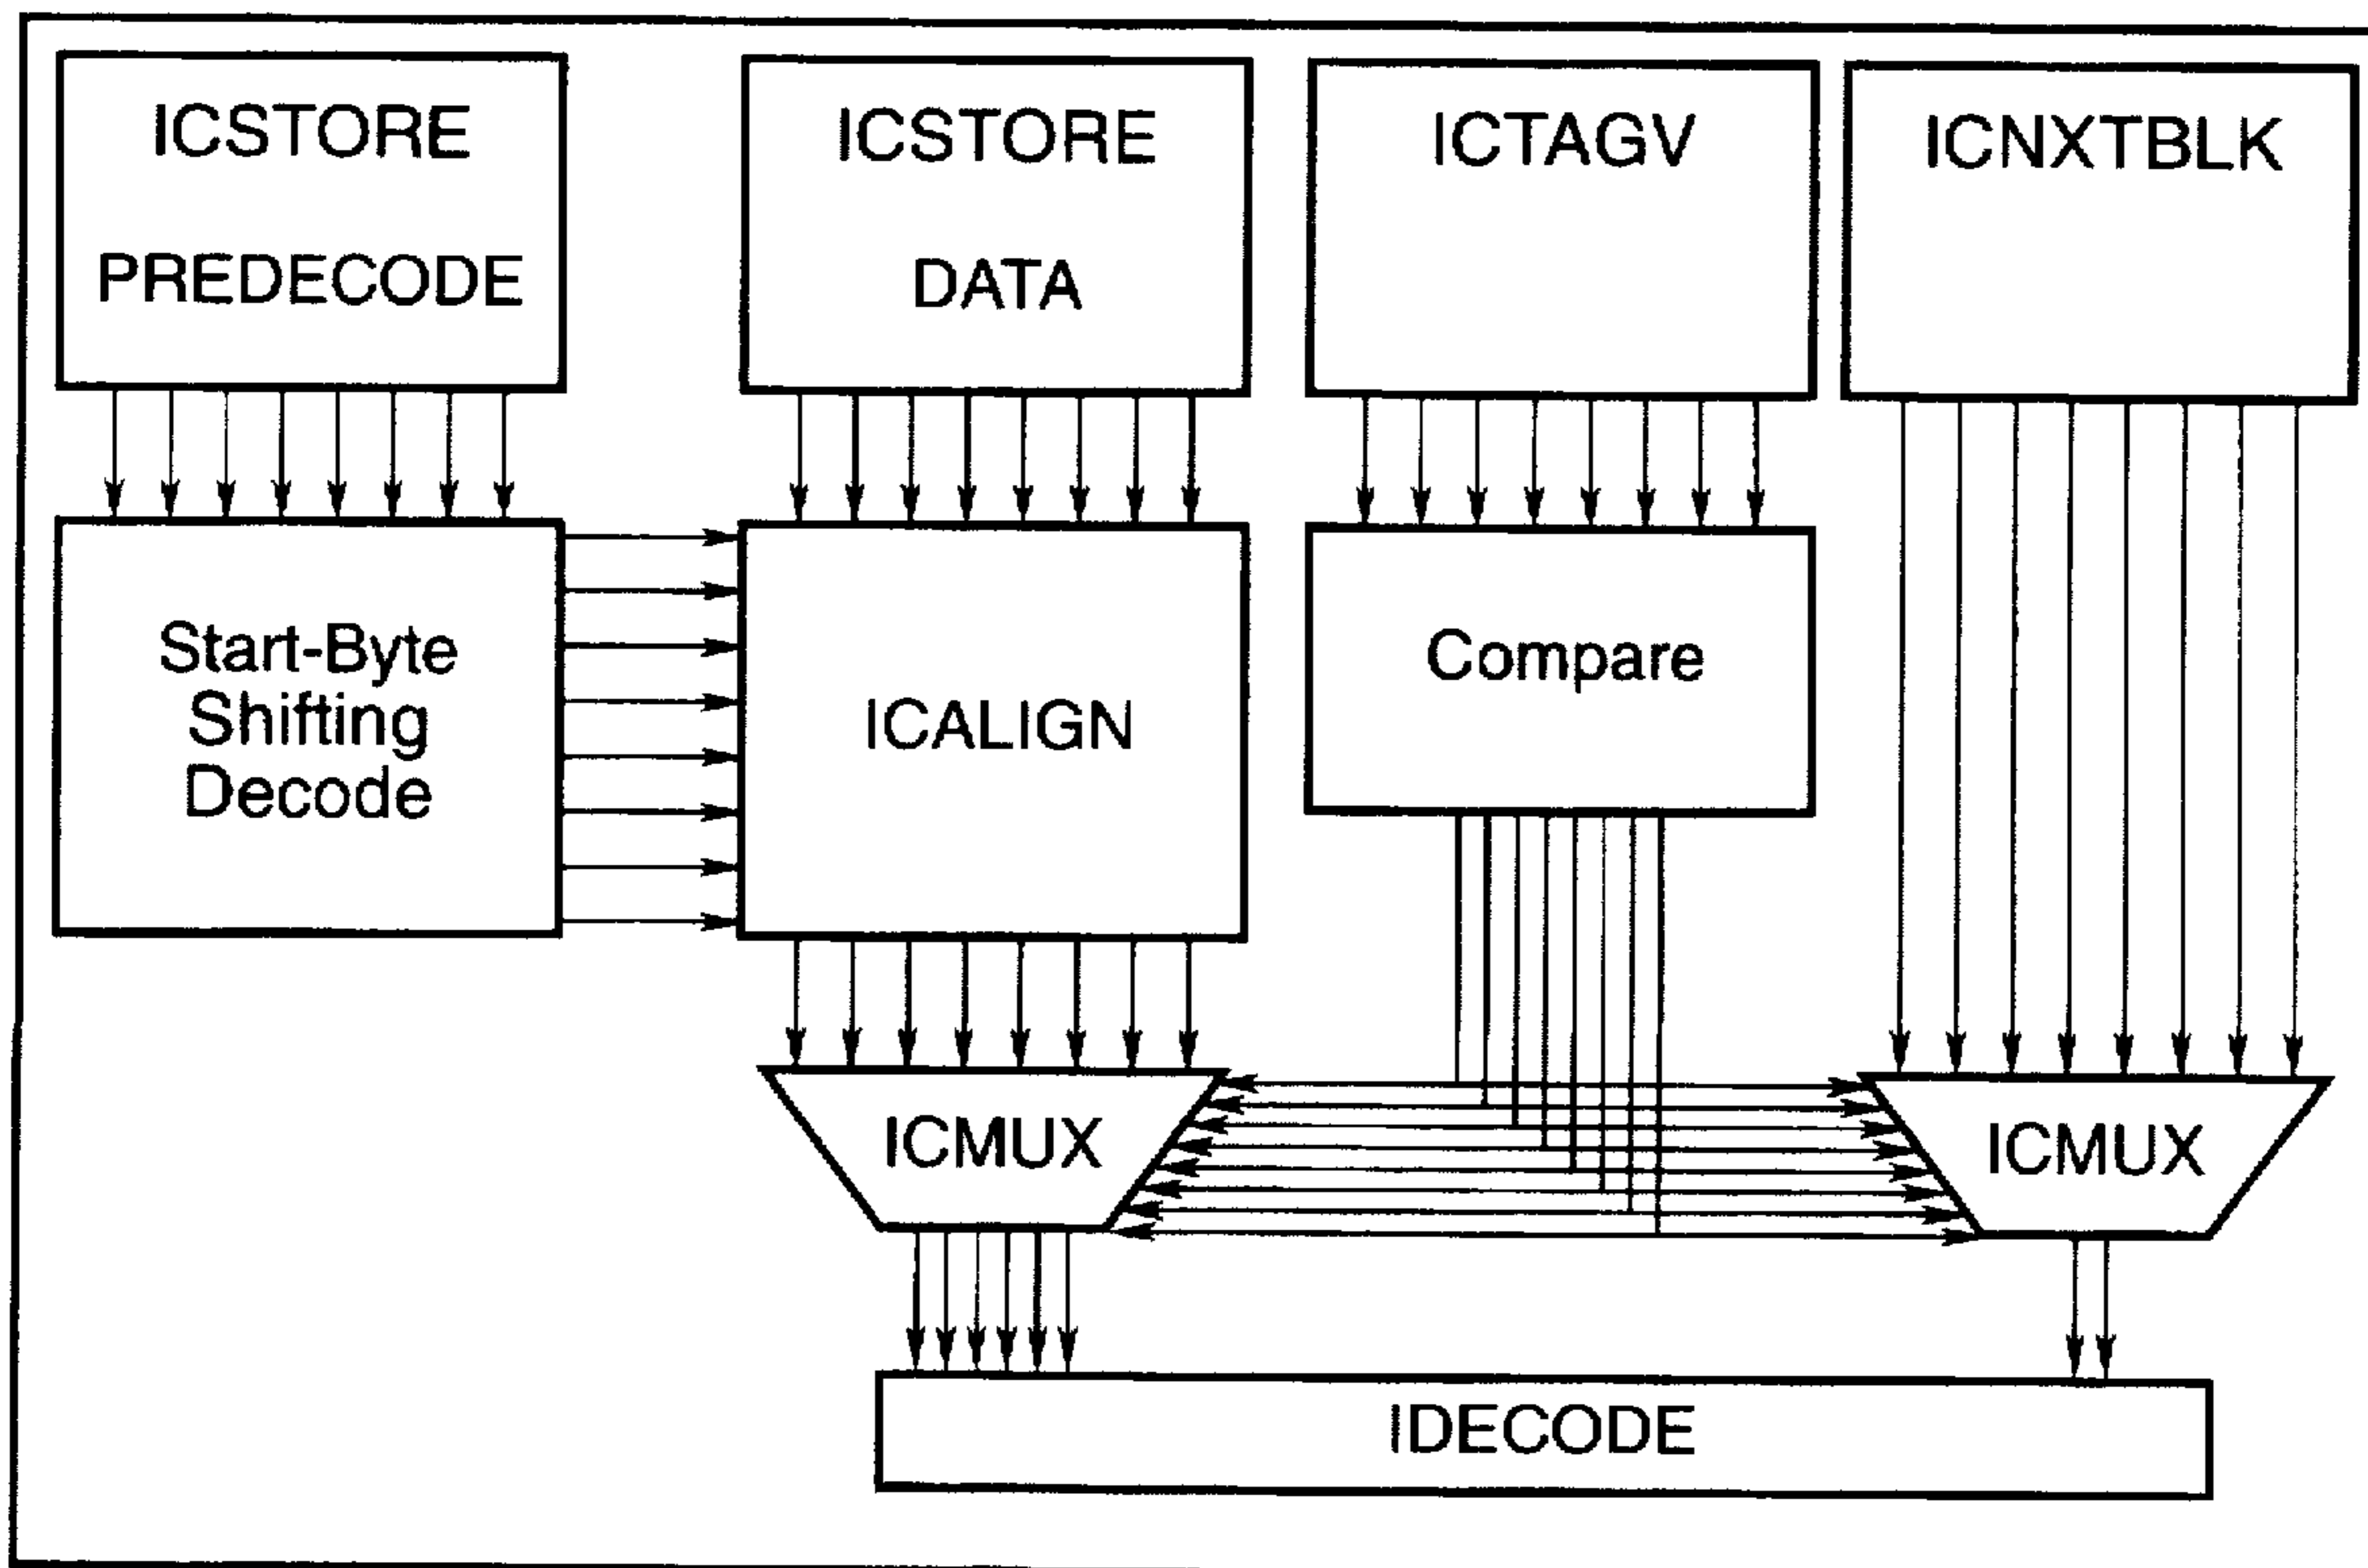 ICSTORE
PREDECODE
ICSTORE
DATA
ICTAGV
ICNXTBLK
Start-Byte
Shifting
Decode
ICALIGN
Compare
ICMUX
ICMUX
IDECODE